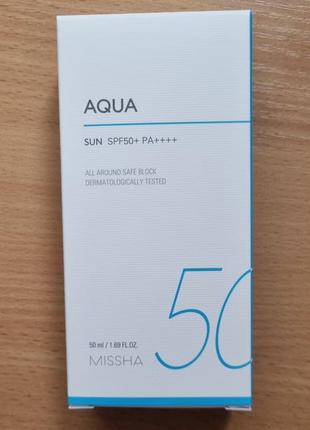 AQUA
SUN SPF50+ PA++++
ALL AROUND SAFE BLOCK
DERMATOLOGICALLY TESTED
50
50 ml / 1.69 FL.OZ.
MISSHA